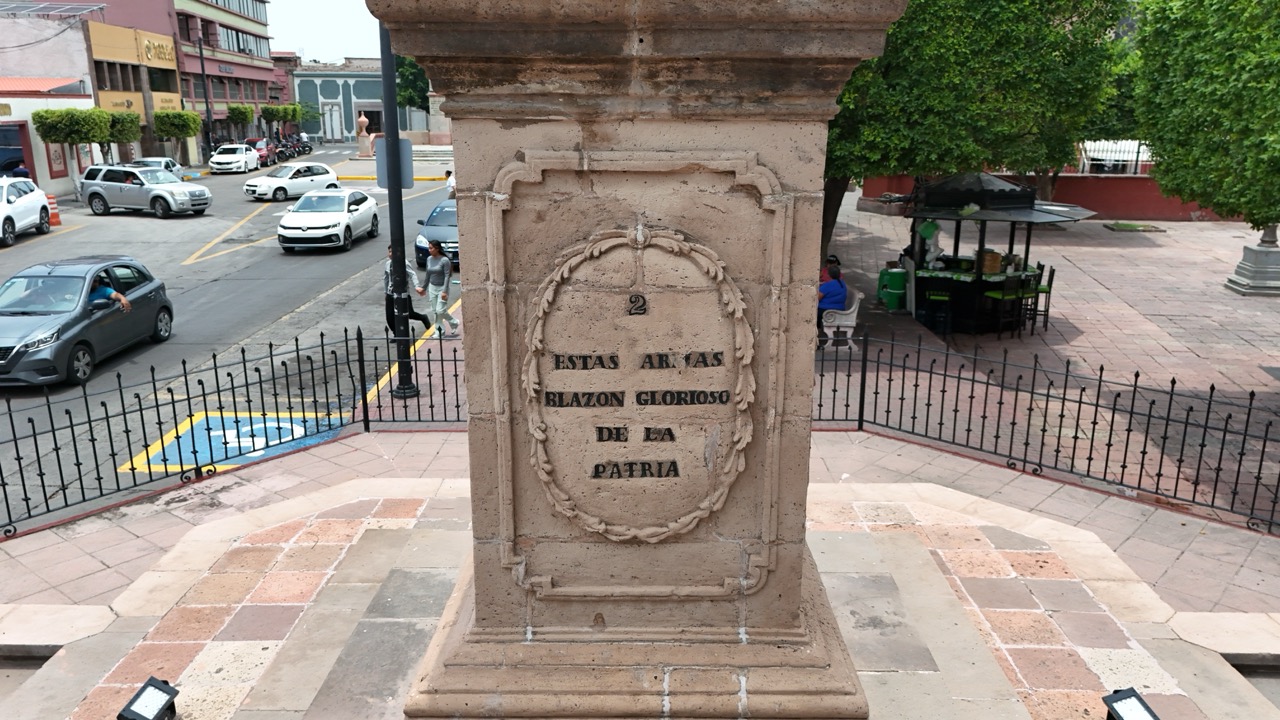 2
ESTAS ARMAS
BLAZON GLORIOSO
DE LA
PATRIA